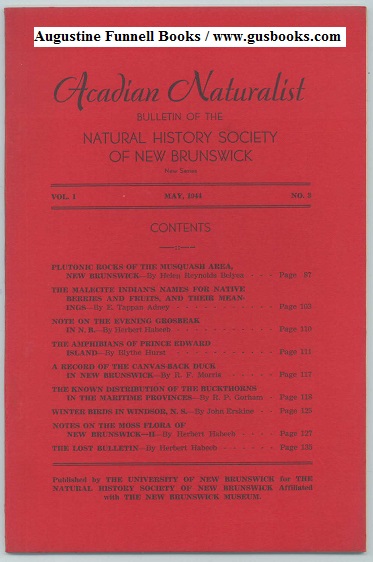 Augustine Funnell Books / www.gusbooks.com
Acadian Naturalist
BULLETIN OF THE
NATURAL HISTORY SOCIETY
OF NEW BRUNSWICK
New Series
VOL. 1 MAY, 1944 NO. 3
CONTENTS
PLUTONIC ROCKS OF THE MUSQUASH AREA,
NEW BRUNSWICK—By Helen Reynolds Belyea - - - Page 87
THE MALECITE INDIAN'S NAMES FOR NATIVE
BERRIES AND FRUITS, AND THEIR MEAN-
INGS—By E. Tappan Adney - - - - - - Page 103
NOTE ON THE EVENING GROSBEAK
IN N. B.—By Herbert Habeeb - - - - - - Page 110
THE AMPHIBIANS OF PRINCE EDWARD
ISLAND—By Blythe Hurst - - - - - - - Page 111
A RECORD OF THE CANVAS-BACK DUCK
IN NEW BRUNSWICK—By R. F. Morris - - - - Page 117
THE KNOWN DISTRIBUTION OF THE BUCKTHORNS
IN THE MARITIME PROVINCES—By R. P. Gorham - Page 118
WINTER BIRDS IN WINDSOR, N. S.—By John Erskine - Page 125
NOTES ON THE MOSS FLORA OF
NEW BRUNSWICK—II. By Herbert Habeeb - - - Page 127
THE LOST BULLETIN—By Herbert Habeeb - - - - Page
Published by THE UNIVERSITY OF NEW BRUNSWICK for THE
NATURAL HISTORY SOCIETY OF NEW BRUNSWICK Affiliated
with THE NEW BRUNSWICK MUSEUM.